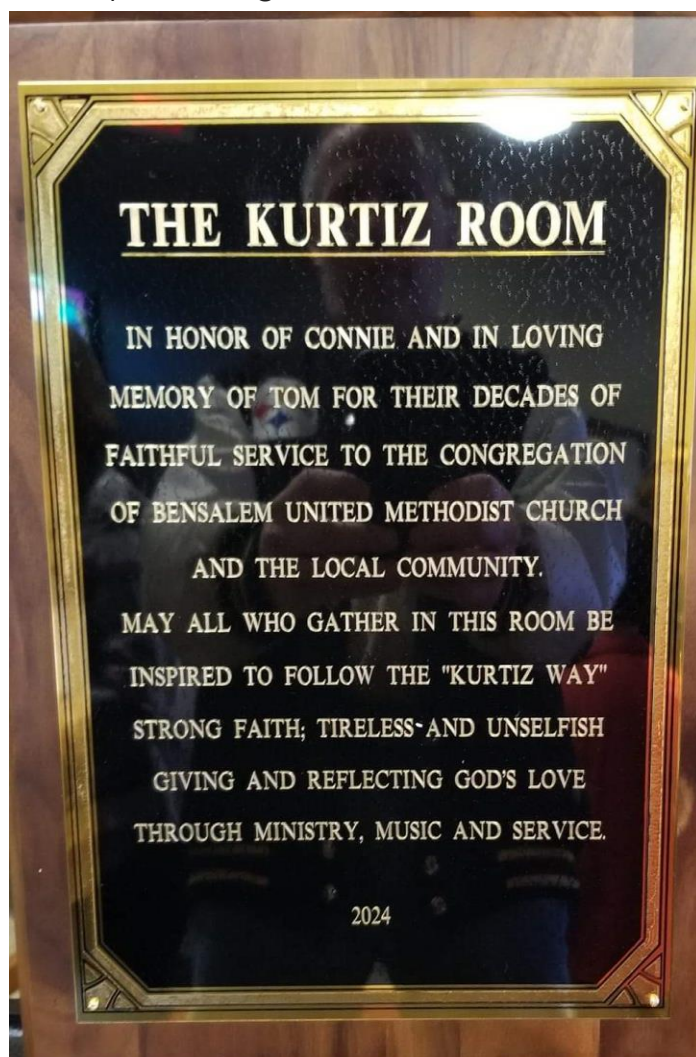 THE KURTIZ ROOM
IN HONOR OF CONNIE AND IN LOVING
MEMORY OF TOM FOR THEIR DECADES OF
FAITHFUL SERVICE TO THE CONGREGATION
OF BENSALEM UNITED METHODIST CHURCH
AND THE LOCAL COMMUNITY.
MAY ALL WHO GATHER IN THIS ROOM BE
INSPIRED TO FOLLOW THE "KURTIZ WAY"
STRONG FAITH; TIRELESS AND UNSELFISH
GIVING AND REFLECTING GOD'S LOVE
THROUGH MINISTRY, MUSIC AND SERVICE.
2024